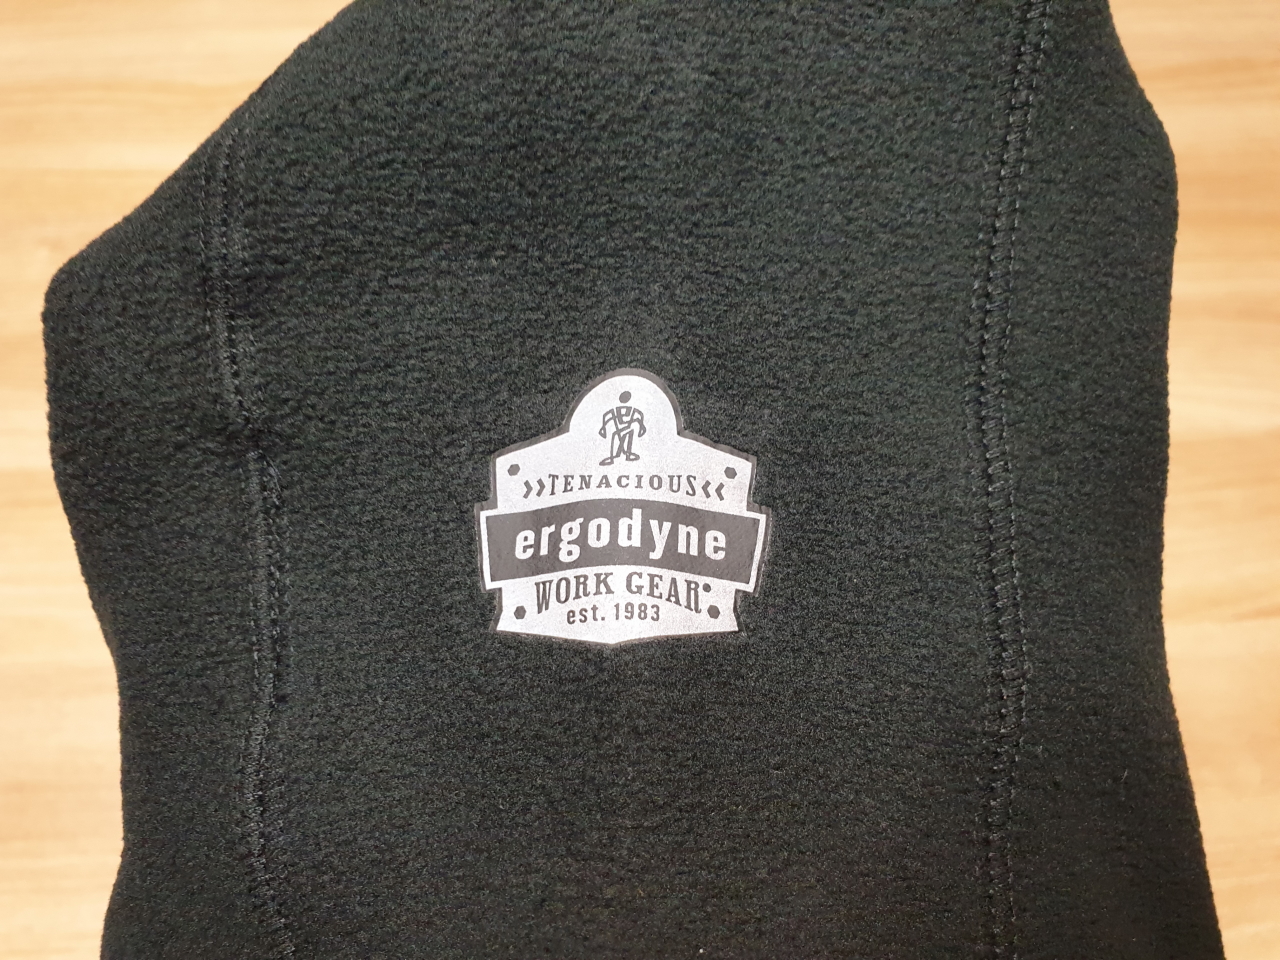 »TENACIOUS«
ergodyne
WORK GEAR
est. 1983